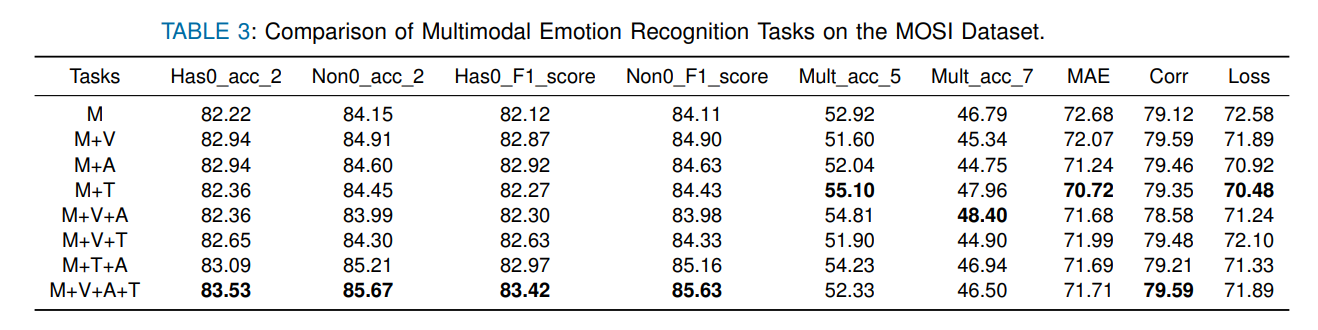 TABLE 3: Comparison of Multimodal Emotion Recognition Tasks on the MOSI Dataset.
Tasks Has0_acc_2 Non0_acc_2 Has0_F1_score Non0_F1_score Mult_acc_5 Mult_acc_7 MAE Corr Loss
M 82.22 84.15 82.12 84.11 52.92 46.79 72.68 79.12 72.58
M+V 82.94 84.91 82.87 84.90 51.60 45.34 72.07 79.59 71.89
M+A 82.94 84.60 82.92 84.63 52.04 44.75 71.24 79.46 70.92
M+T 82.36 84.45 82.27 84.43 55.10 47.96 70.72 79.35 70.48
M+V+A 82.36 83.99 82.30 83.98 54.81 48.40 71.68 78.58 71.24
M+V+T 82.65 84.30 82.63 84.33 51.90 44.90 71.99 79.48 72.10
M+T+A 83.09 85.21 82.97 85.16 54.23 46.94 71.69 79.21 71.33
M+V+A+T 83.53 85.67 83.42 85.63 52.33 46.50 71.71 79.59 71.89